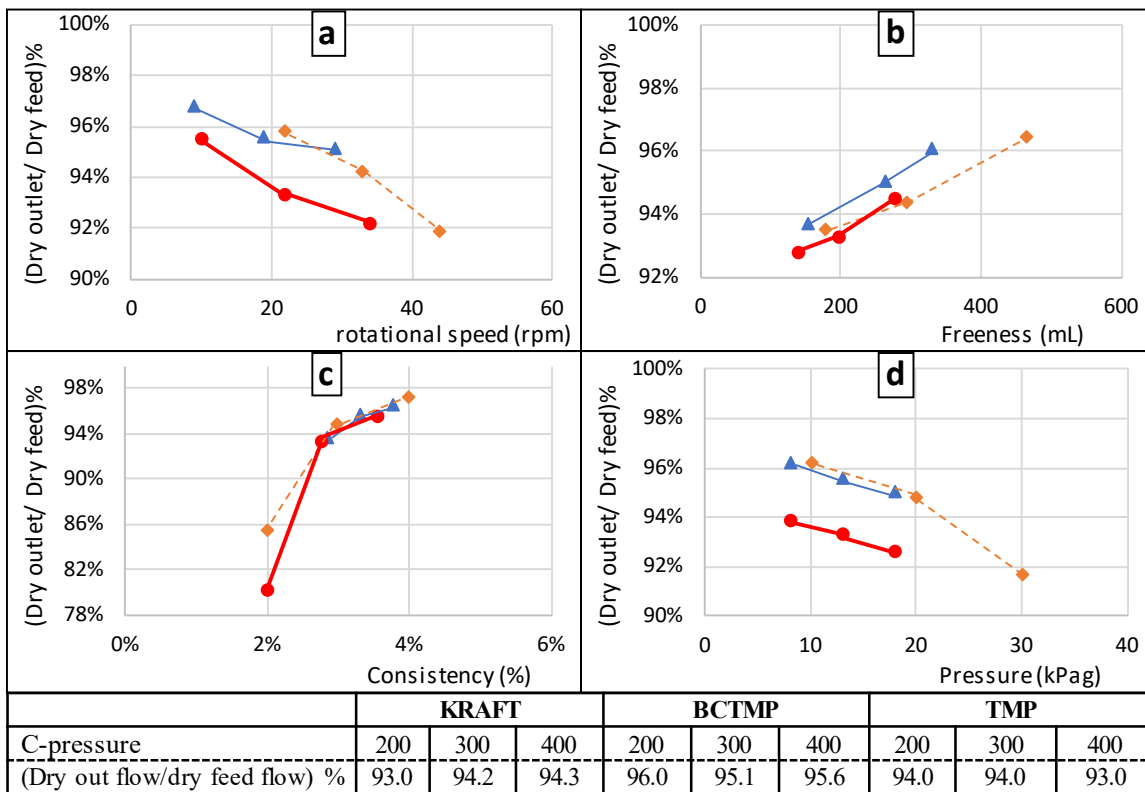 a
(Dry outlet/ Dry feed)%
100%
98%
96%
94%
92%
90%
0
20
40
60
rotational speed (rpm)
b
(Dry outlet/ Dry feed)%
100%
98%
96%
94%
92%
0
200
400
600
Freeness (mL)
c
(Dry outlet/ Dry feed)%
98%
94%
90%
86%
82%
78%
0%
2%
4%
6%
Consistency (%)
d
(Dry outlet/ Dry feed)%
100%
98%
96%
94%
92%
90%
0
10
20
30
40
Pressure (kPag)
KRAFT BCTMP TMP
C-pressure 200 300 400 200 300 400 200 300 400
(Dry out flow/dry feed flow) % 93.0 94.2 94.3 96.0 95.1 95.6 94.0 94.0 93.0